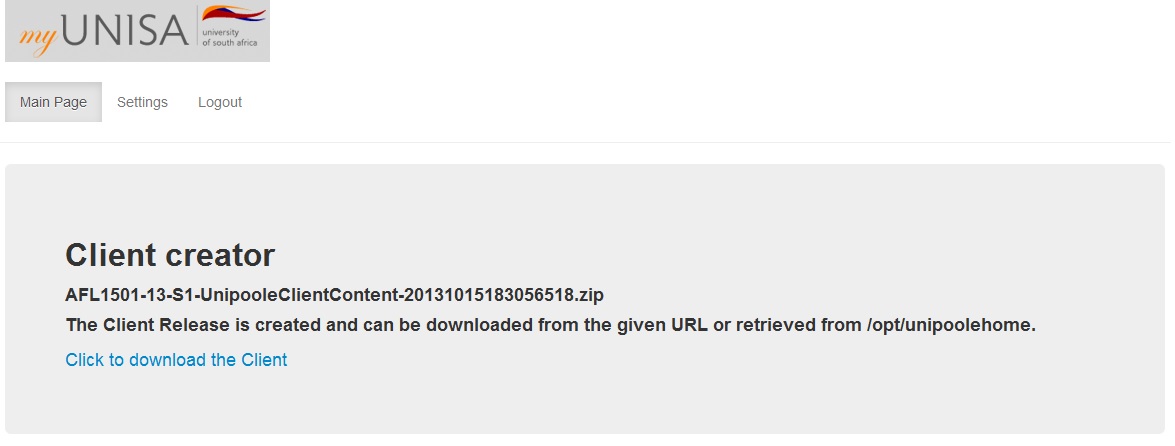 my UNISA university
of south africa
Main Page Settings Logout
Client creator
AFL1501-13-S1-UnipooleClientContent-20131015183056518.zip
The Client Release is created and can be downloaded from the given URL or retrieved from /opt/unipoolehome.
Click to download the Client